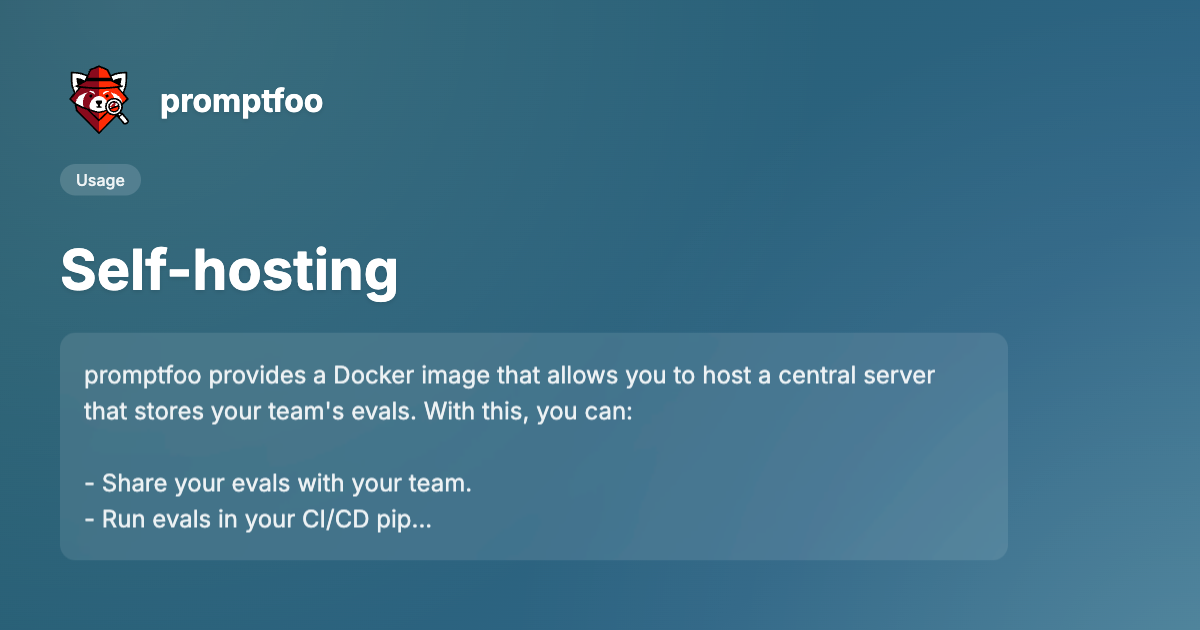 promptfoo
Usage
Self-hosting
promptfoo provides a Docker image that allows you to host a central server
that stores your team's evals. With this, you can:
- Share your evals with your team.
- Run evals in your CI/CD pip...